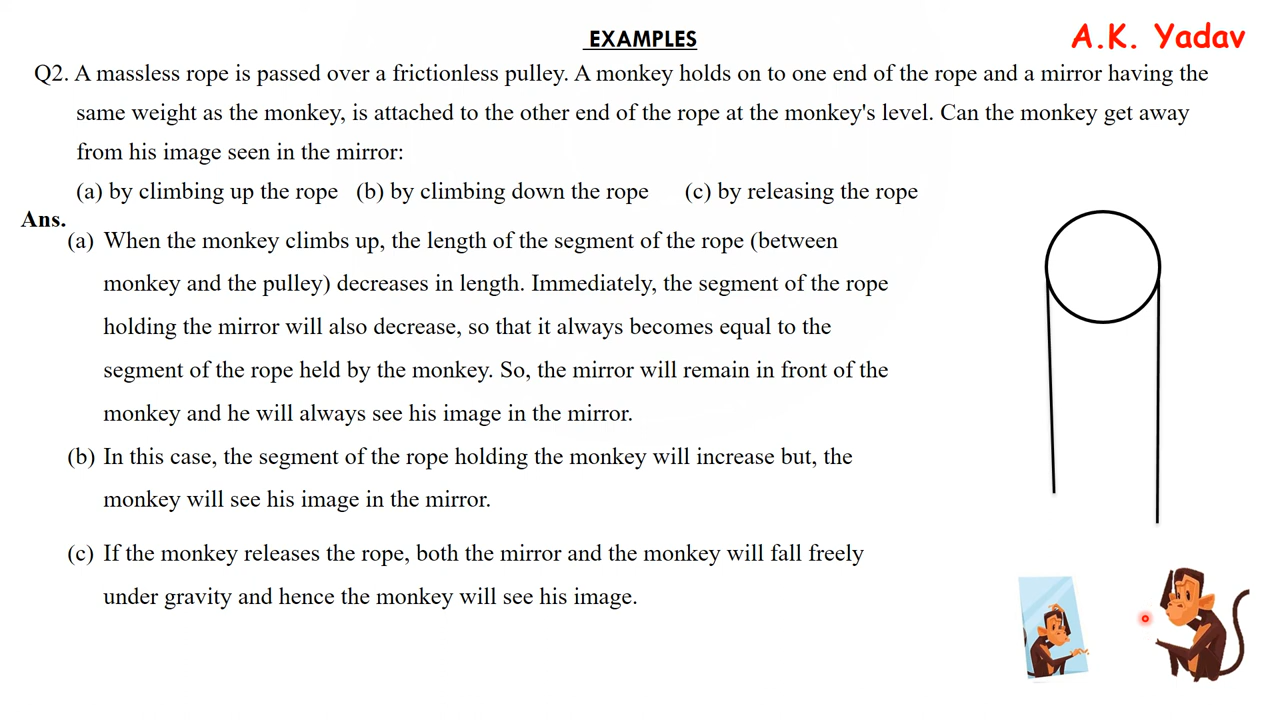 EXAMPLES
A.K. Yadav
Q2. A massless rope is passed over a frictionless pulley. A monkey holds on to one end of the rope and a mirror having the
same weight as the monkey, is attached to the other end of the rope at the monkey's level. Can the monkey get away
from his image seen in the mirror:
(a) by climbing up the rope (b) by climbing down the rope (c) by releasing the rope
Ans.
(a) When the monkey climbs up, the length of the segment of the rope (between
monkey and the pulley) decreases in length. Immediately, the segment of the rope
holding the mirror will also decrease, so that it always becomes equal to the
segment of the rope held by the monkey. So, the mirror will remain in front of the
monkey and he will always see his image in the mirror.
(b) In this case, the segment of the rope holding the monkey will increase but, the
monkey will see his image in the mirror.
(c) If the monkey releases the rope, both the mirror and the monkey will fall freely
under gravity and hence the monkey will see his image.